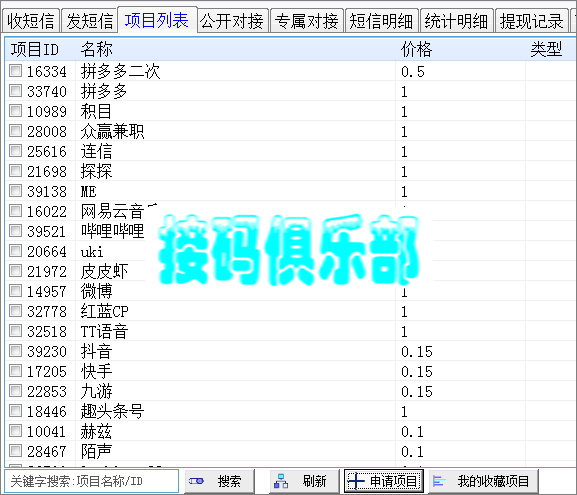 收短信 发短信 项目列表 公开对接 专属对接 短信明细 统计明细 提现记录
项目ID 名称 价格 类型
16334 拼多多二次 0.5
33740 拼多多 1
10989 积目 1
28008 众赢兼职 1
25616 连信 1
21698 探探 1
39138 ME 1
16022 网易云音
39521 哔哩哔哩
接码俱乐部
20664 uki
21972 皮皮虾
14957 微博 1
32778 红蓝CP 1
32518 TT语音 1
39230 抖音 0.15
17205 快手 0.15
22853 九游 0.15
18446 趣头条号 1
10041 赫兹 0.1
28467 陌声 0.1
关键字搜索:项目名称/ID 搜索 刷新 申请项目 我的收藏项目